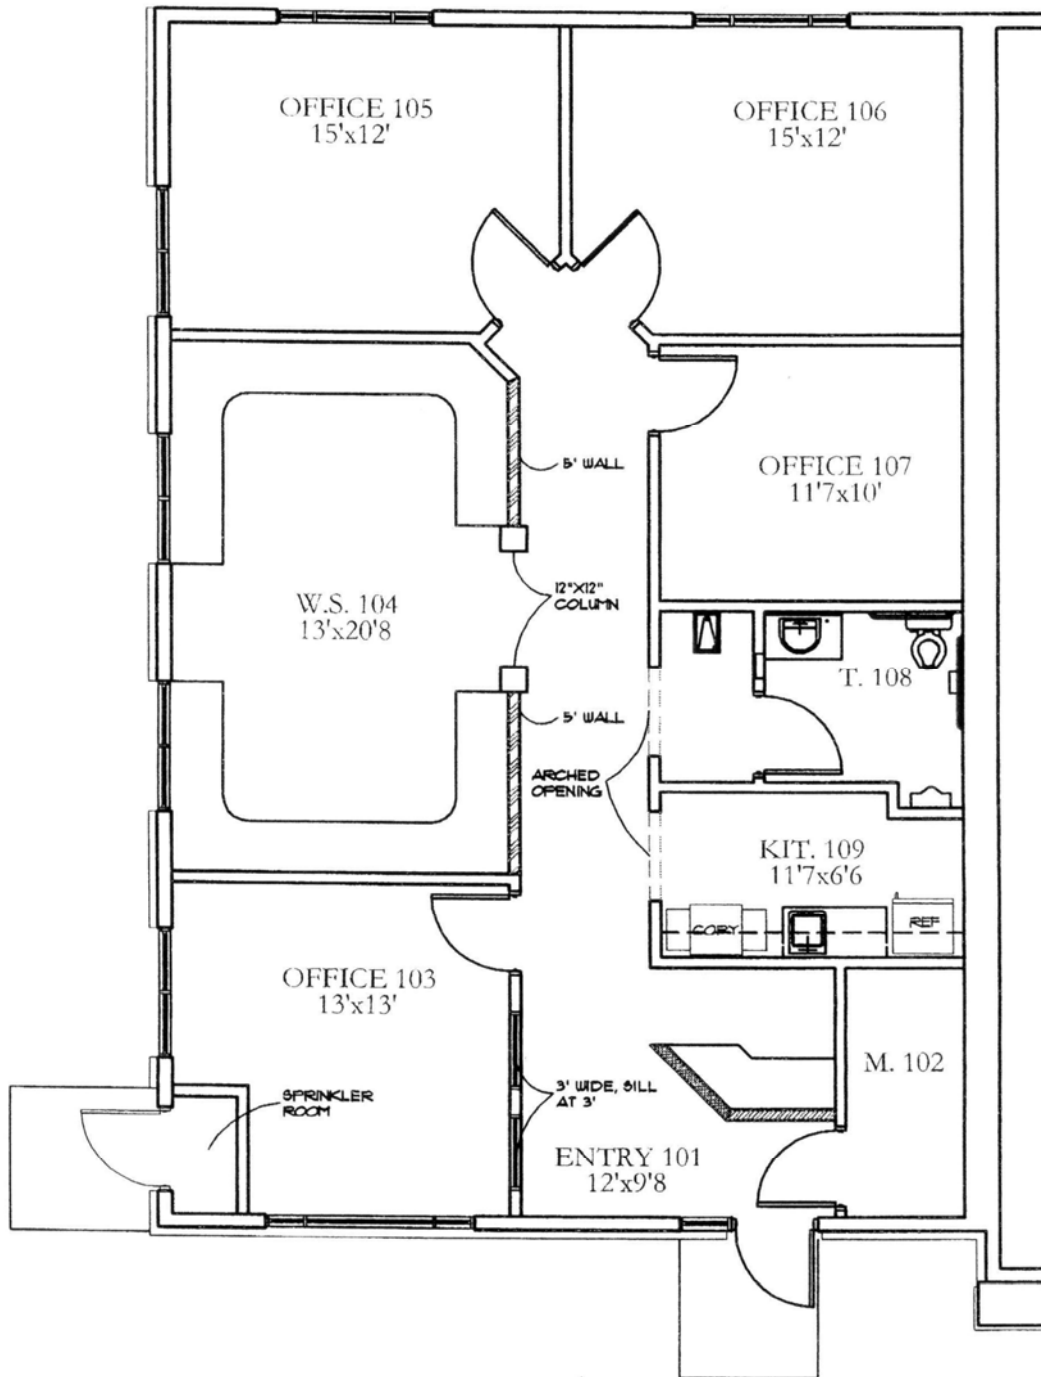 OFFICE 105
15'x12'
OFFICE 106
15'x12'
5' WALL
OFFICE 107
11'7x10'
12"X12"
COLUMN
W.S. 104
13'x20'8
T. 108
5' WALL
ARCHED
OPENING
KIT. 109
11'7x6'6
COPY
REF
OFFICE 103
13'x13'
M. 102
SPRINKLER
ROOM
3' WIDE, SILL
AT 3'
ENTRY 101
12'x9'8